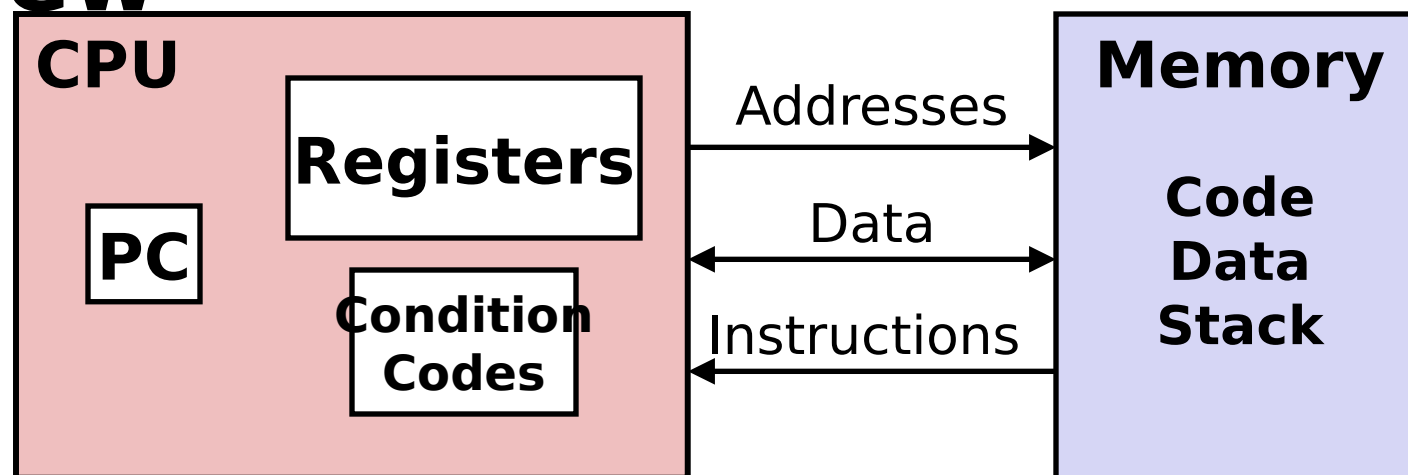 CPU
Memory
Addresses
Registers
Code
Data
PC
Data
Condition
Codes
Stack
Instructions